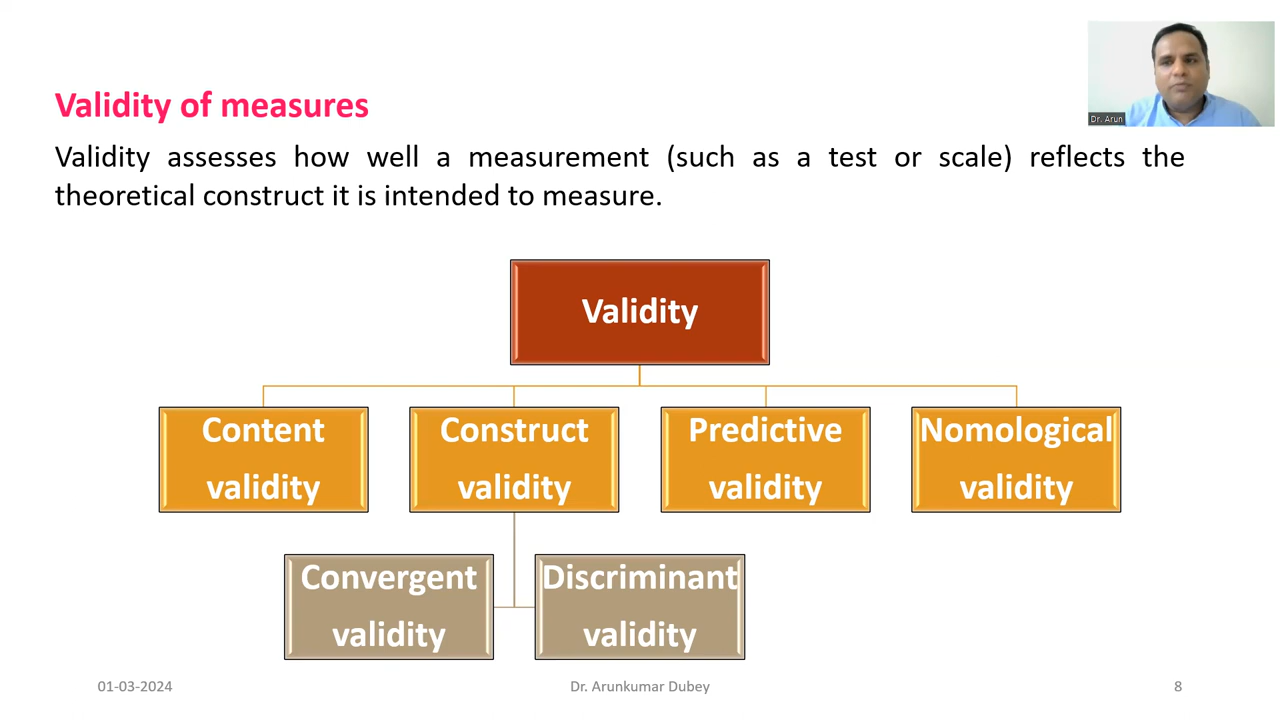 Dr. Arun
Validity of measures
Validity assesses how well a measurement (such as a test or scale) reflects the
theoretical construct it is intended to measure.
Validity
Content
validity
Construct
validity
Predictive
validity
Nomological
validity
Convergent
validity
Discriminant
validity
01-03-2024
Dr. Arunkumar Dubey
8